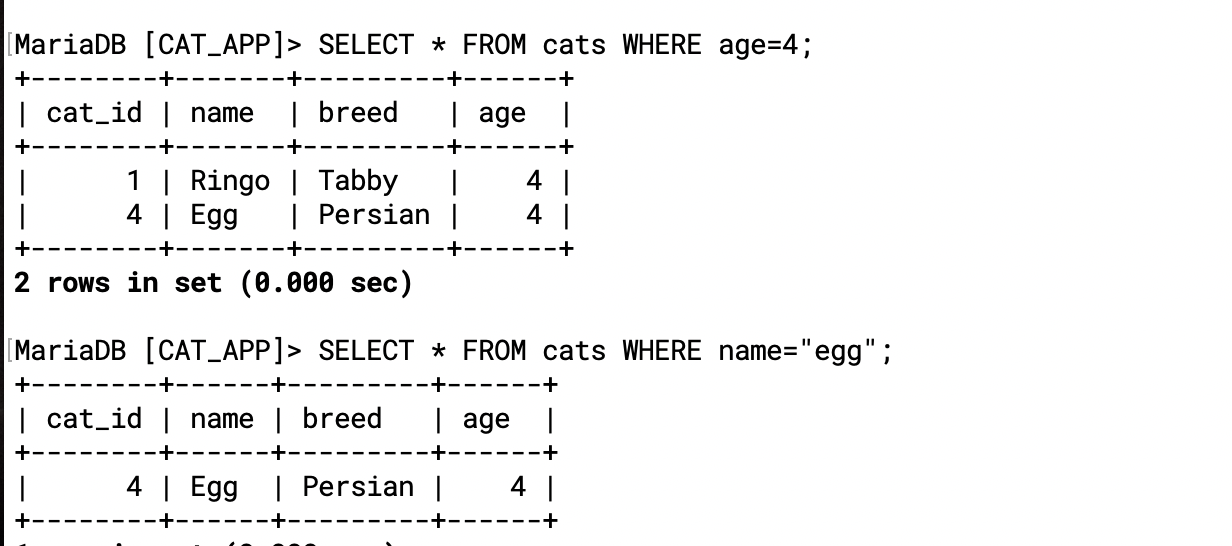 MariaDB [CAT_APP]> SELECT * FROM cats WHERE age=4;
+--------+-------+---------+------+
| cat_id | name  | breed   | age  |
+--------+-------+---------+------+
|      1 | Ringo | Tabby   |    4 |
|      4 | Egg   | Persian |    4 |
+--------+-------+---------+------+
2 rows in set (0.000 sec)
MariaDB [CAT_APP]> SELECT * FROM cats WHERE name="egg";
+--------+------+---------+------+
| cat_id | name | breed   | age  |
+--------+------+---------+------+
|      4 | Egg  | Persian |    4 |
+--------+------+---------+------+